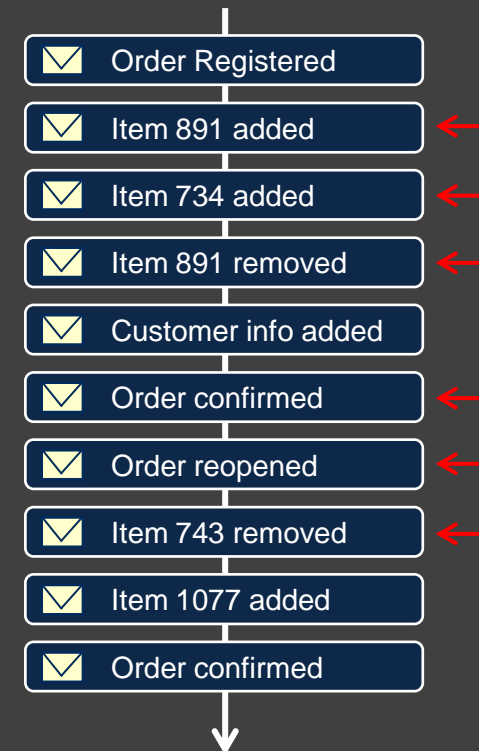 Order Registered
Item 891 added
Item 734 added
Item 891 removed
Customer info added
Order confirmed
Order reopened
Item 743 removed
Item 1077 added
Order confirmed